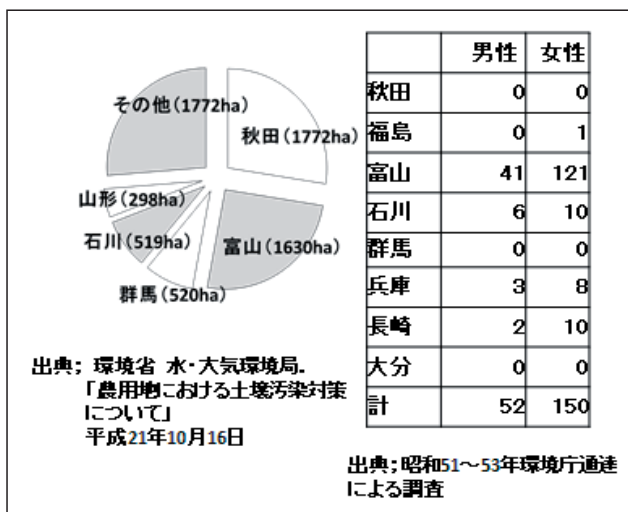 その他(1772ha)
秋田(1772ha)
山形(298ha)
石川(519ha)
富山(1630ha)
群馬(520ha)
出典; 環境省 水・大気環境局.
「農用地における土壌汚染対策
について」
平成21年10月16日
男性 女性
秋田 0 0
福島 0 1
富山 41 121
石川 6 10
群馬 0 0
兵庫 3 8
長崎 2 10
大分 0 0
計 52 150
出典;昭和51～53年環境庁通達
による調査